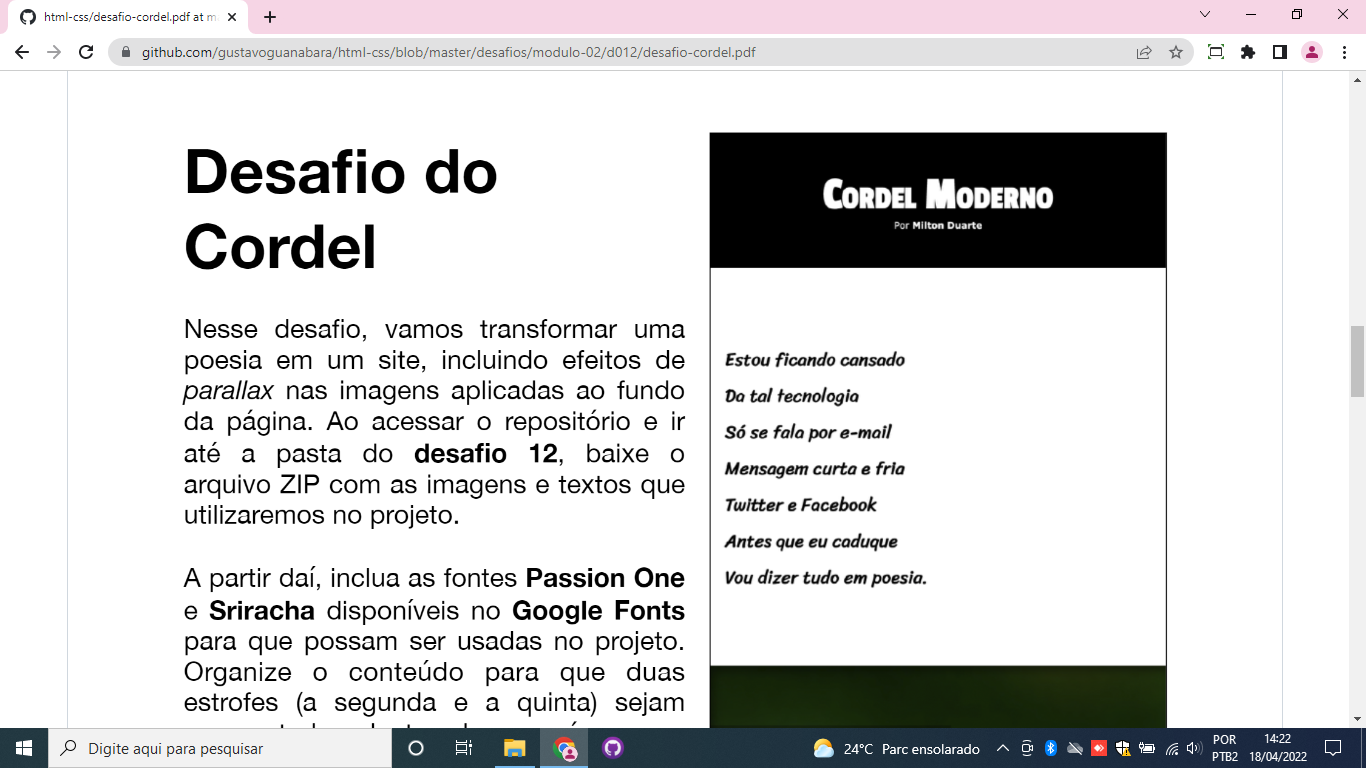 html-css/desafio-cordel.pdf at m
github.com/gustavoguanabara/html-css/blob/master/desafios/modulo-02/d012/desafio-cordel.pdf
Desafio do
Cordel
Nesse desafio, vamos transformar uma
poesia em um site, incluindo efeitos de
parallax nas imagens aplicadas ao fundo
da página. Ao acessar o repositório e ir
até a pasta do desafio 12, baixe o
arquivo ZIP com as imagens e textos que
utilizaremos no projeto.
A partir daí, inclua as fontes Passion One
e Sriracha disponíveis no Google Fonts
para que possam ser usadas no projeto.
Organize o conteúdo para que duas
estrofes (a segunda e a quinta) sejam
Cordel Moderno
Por Milton Duarte
Estou ficando cansado
Da tal tecnologia
Só se fala por e-mail
Mensagem curta e fria
Twitter e Facebook
Antes que eu caduque
Vou dizer tudo em poesia.
Digite aqui para pesquisar
24°C Parc ensolarado
POR
PTB2
14:22
18/04/2022